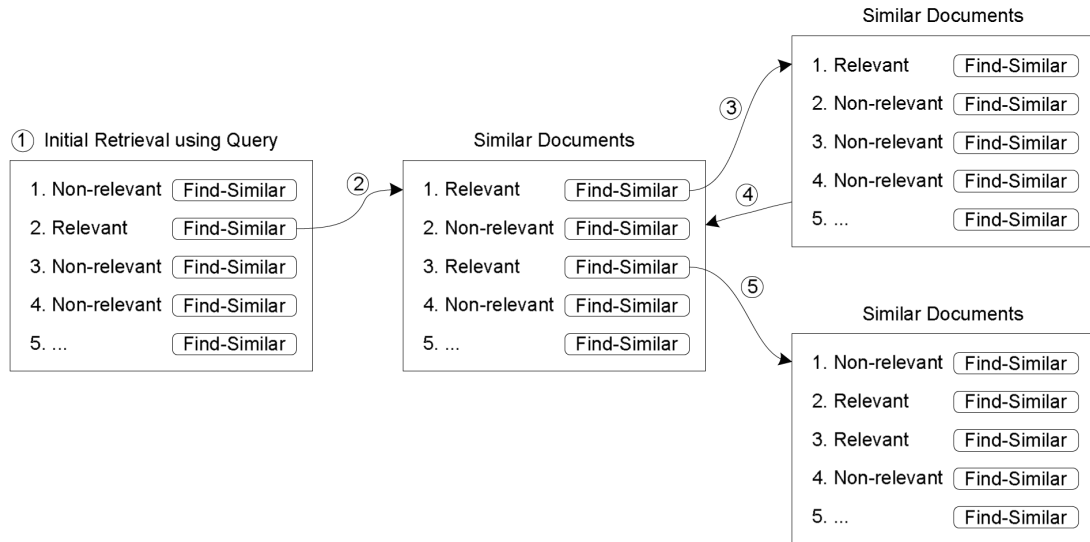 ① Initial Retrieval using Query
1. Non-relevant Find-Similar
2. Relevant Find-Similar
3. Non-relevant Find-Similar
4. Non-relevant Find-Similar
5. ... Find-Similar
②
Similar Documents
1. Relevant Find-Similar
2. Non-relevant Find-Similar
3. Relevant Find-Similar
4. Non-relevant Find-Similar
5. ... Find-Similar
③
Similar Documents
1. Relevant Find-Similar
2. Non-relevant Find-Similar
3. Non-relevant Find-Similar
4. Non-relevant Find-Similar
5. ... Find-Similar
④
⑤
Similar Documents
1. Non-relevant Find-Similar
2. Relevant Find-Similar
3. Relevant Find-Similar
4. Non-relevant Find-Similar
5. ... Find-Similar